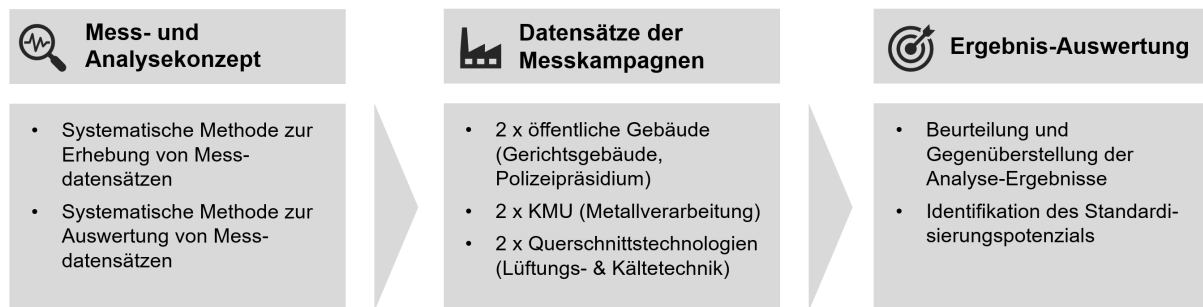 Mess- und
Analysekonzept
• Systematische Methode zur
Erhebung von Mess-
datensätzen
• Systematische Methode zur
Auswertung von Mess-
datensätzen
Datensätze der
Messkampagnen
• 2 x öffentliche Gebäude
(Gerichtsgebäude,
Polizeipräsidium)
• 2 x KMU (Metallverarbeitung)
• 2 x Querschnittstechnologien
(Lüftungs- & Kältetechnik)
Ergebnis-Auswertung
• Beurteilung und
Gegenüberstellung der
Analyse-Ergebnisse
• Identifikation des Standardi-
sierungspotenzials